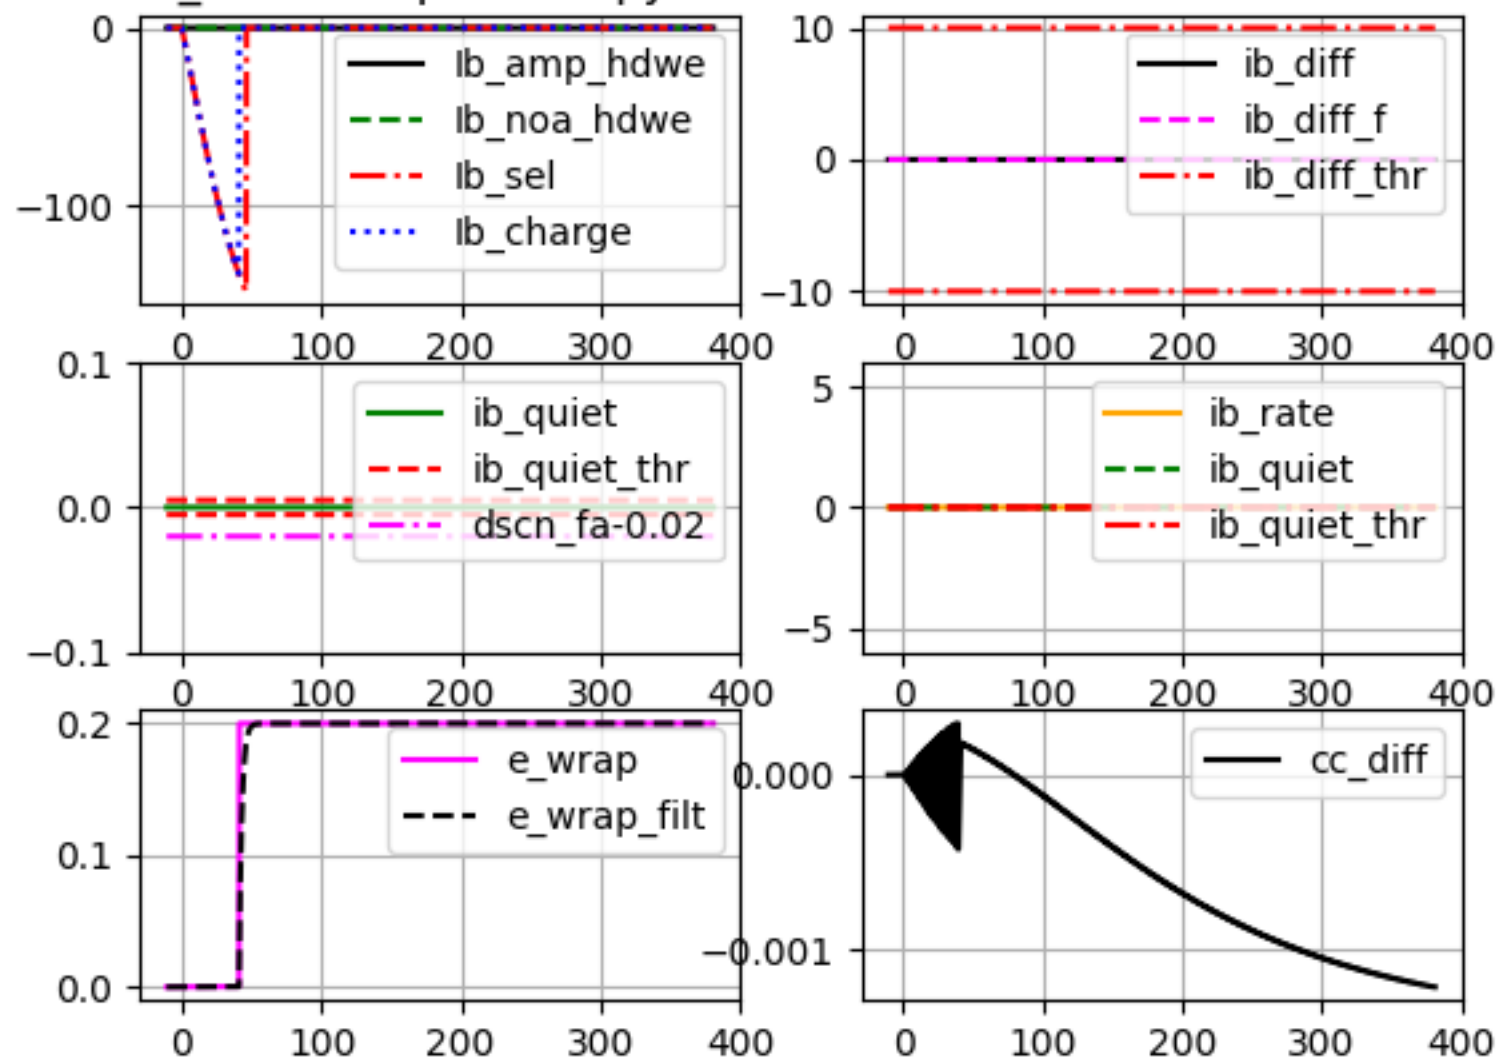 0
−100
Ib_amp_hdwe
Ib_noa_hdwe
Ib_sel
Ib_charge
0 100 200 300 400
10
0
−10
ib_diff
ib_diff_f
ib_diff_thr
0 100 200 300 400
0.1
0.0
−0.1
ib_quiet
ib_quiet_thr
dscn_fa-0.02
0 100 200 300 400
5
0
−5
ib_rate
ib_quiet
ib_quiet_thr
0 100 200 300 400
0.2
0.1
0.0
e_wrap
e_wrap_filt
0 100 200 300 400
0.000
−0.001
cc_diff
0 100 200 300 400